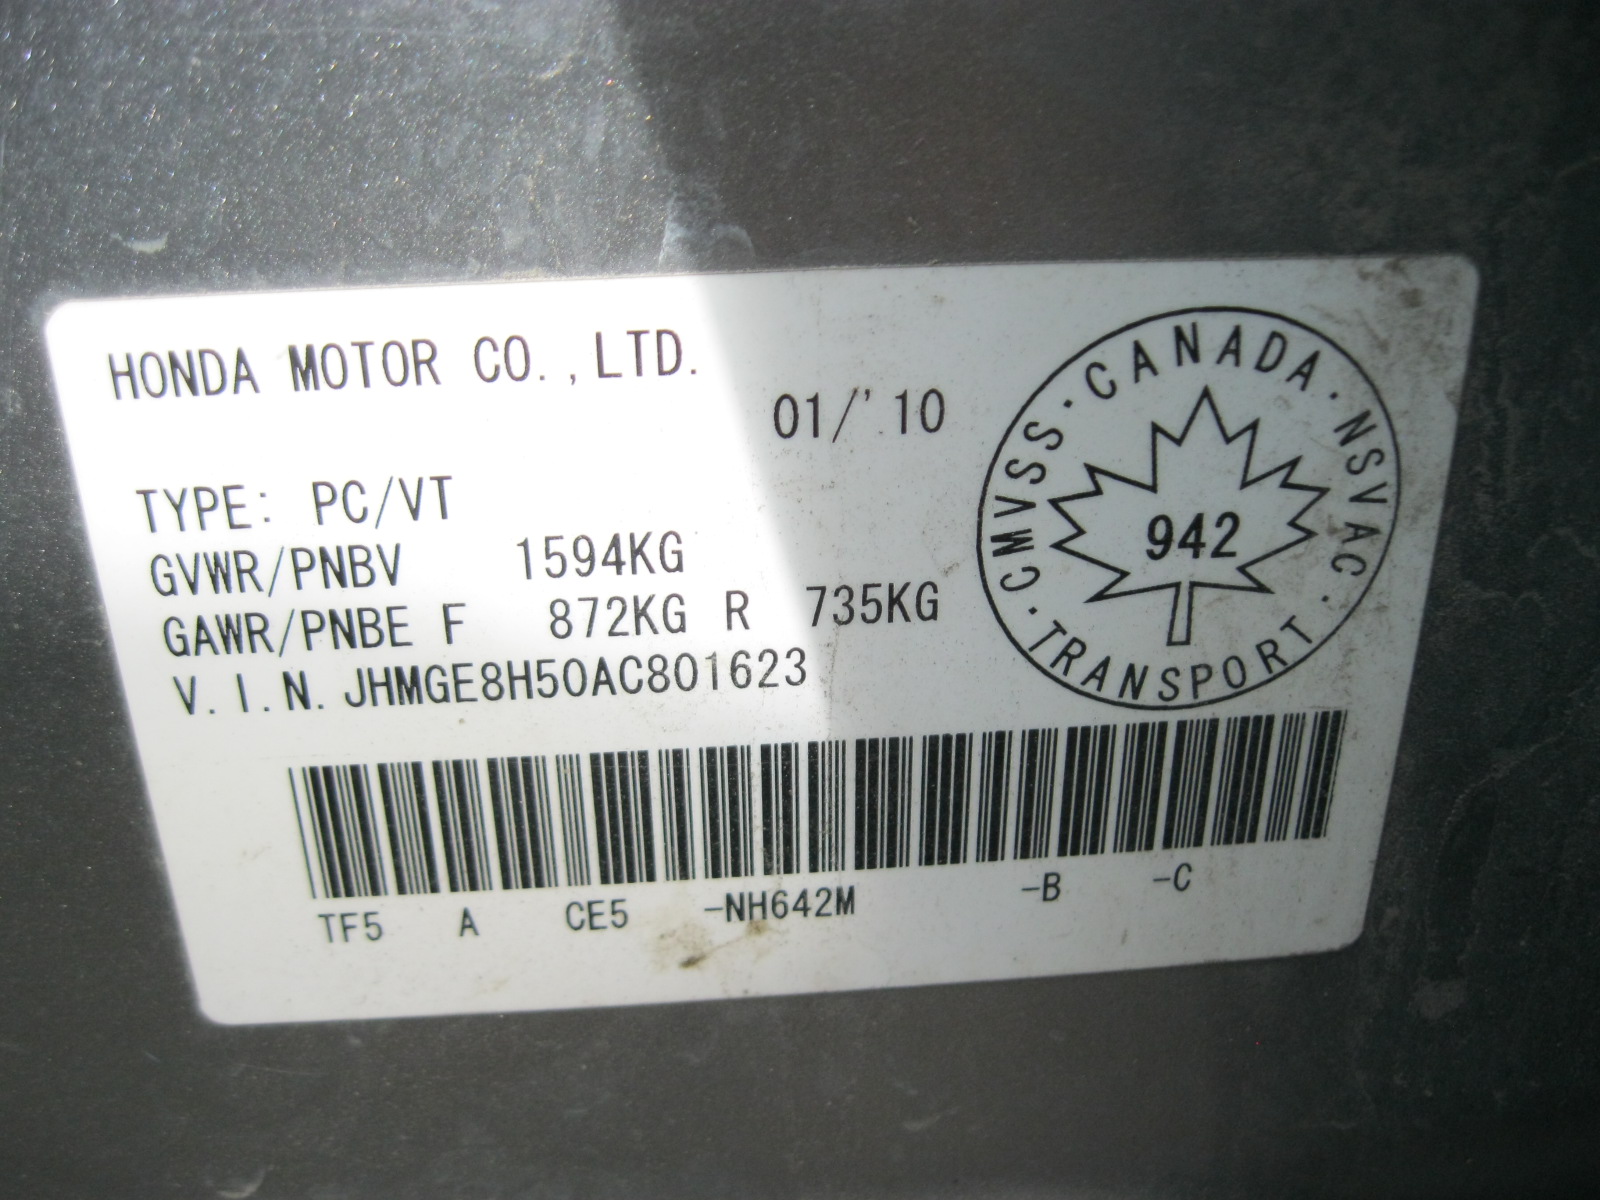 HONDA MOTOR CO.,LTD.
01/'10
TYPE: PC/VT
GVWR/PNBV 1594KG
GAWR/PNBE F 872KG R 735KG
V.I.N. JHMGE8H50AC801623
TF5 A CE5 -NH642M -B -C
CANADA · NSVAC · TRANSPORT · CMVSS ·
942